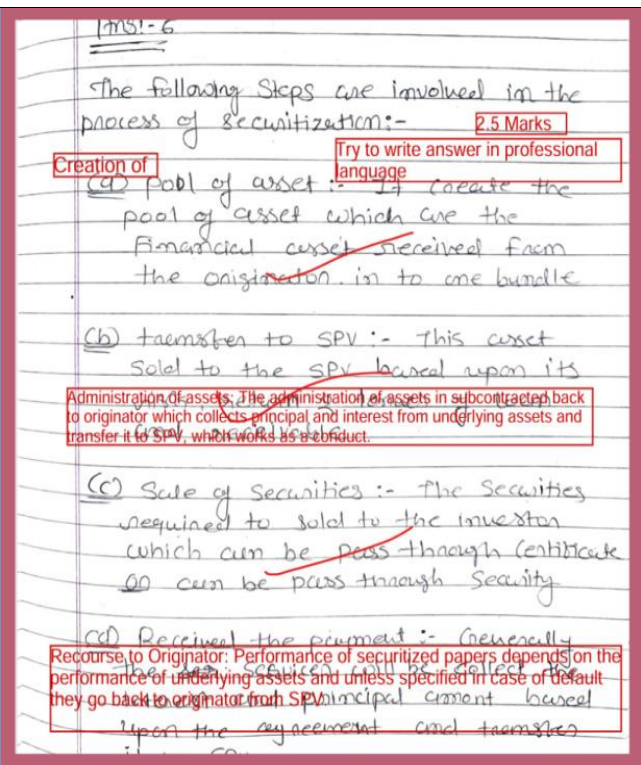 Ans:- 6
The following Steps are involved in the
process of Securitization:-
2.5 Marks
Try to write answer in professional
language
Creation of
(a) pool of asset :- It create the
pool of asset which are the
Financial asset received from
the originator in to one bundle
(b) transfer to SPV :- This asset
Sold to the SPV based upon its
Administration of assets: The administration of assets in subcontracted back
to originator which collects principal and interest from underlying assets and
transfer it to SPV, which works as a conduct.
(c) Sale of Securities :- The Securities
required to sold to the investor
which can be pass through Certificate
or can be pass through Security
(d) Received the payment :- Generally
Recourse to Originator: Performance of securitized papers depends on the
performance of underlying assets and unless specified in case of default
they go back to originator from SPV.
the Services will be collect the
principal amont based
upon the agreement and transfer